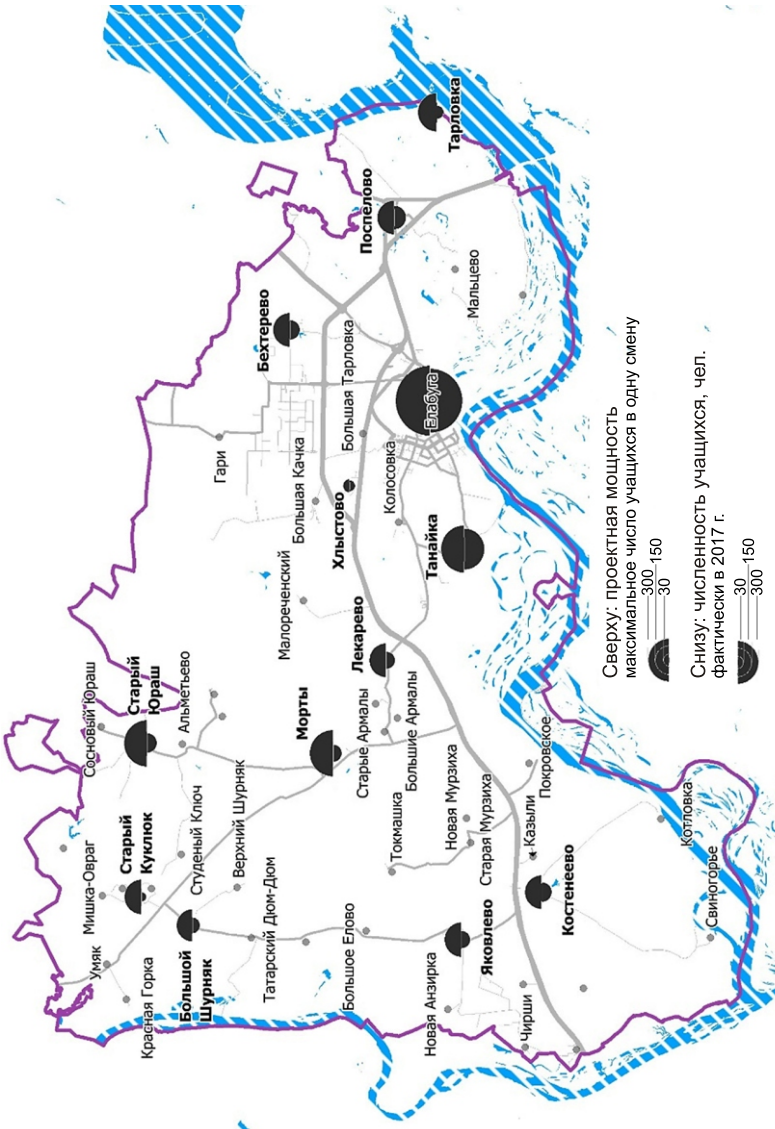 Сосновый Юраш
Мишка-Овраг
Умяк
Красная Горка
Старый
Куклюк
Старый
Юраш
Альметьево
Студеный Ключ
Верхний Шурняк
Большой
Шурняк
Татарский Дюм-Дюм
Большое Елово
Морты
Малореченский
Гари
Бехтерево
Большая Качка
Большая Тарловка
Хлыстово
Колосовка
Лекарево
Старые Армалы
Большие Армалы
Токмашка
Новая Мурзиха
Старая Мурзиха
Поспелово
Тарловка
Мальцево
Елабуга
Танайка
Новая Анзирка
Яковлево
Чирши
Костенеево
Казыли
Покровское
Котловка
Свиногорье
Сверху: проектная мощность
максимальное число учащихся в одну смену
300
150
30
Снизу: численность учащихся, чел.
фактически в 2017 г.
30
150
300